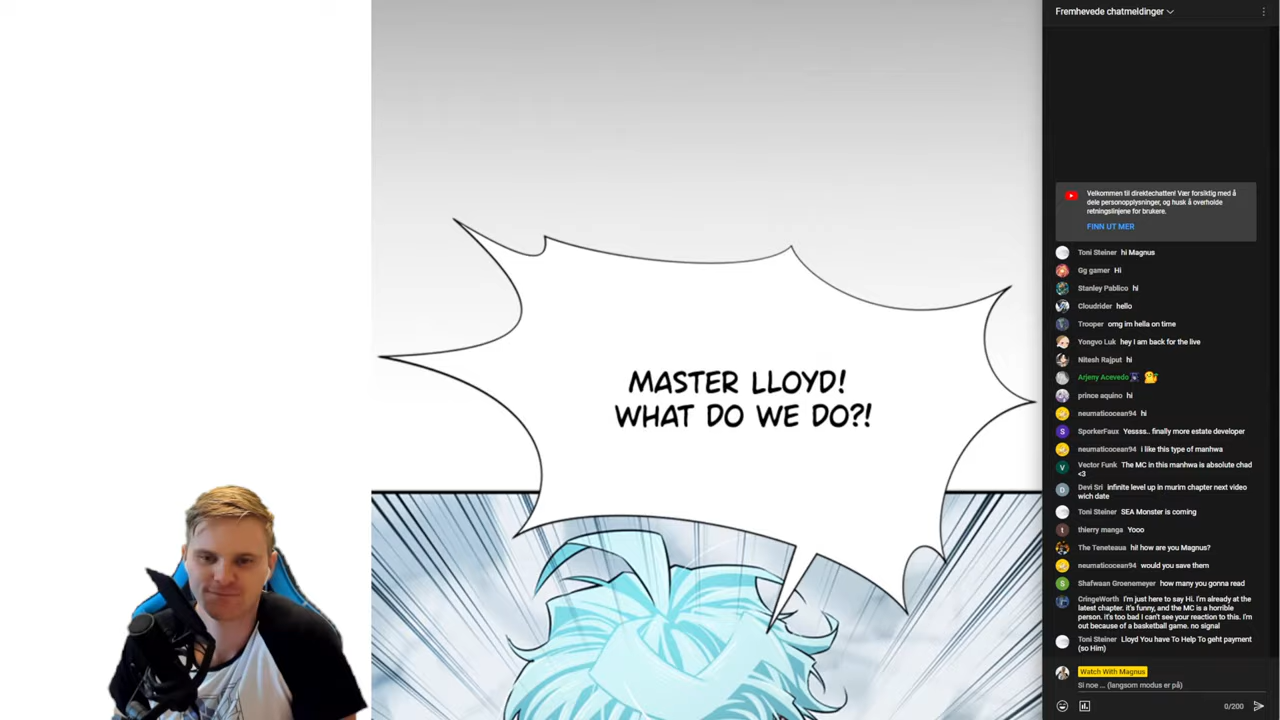 MASTER LLOYD!
WHAT DO WE DO?!
Fremhevede chatmeldinger
Velkommen til direktechatten! Vær forsiktig med å
dele personopplysninger, og husk å overholde
retningslinjene for brukere.
FINN UT MER
Toni Steiner hi Magnus
Gg gamer Hi
Stanley Pablico hi
Cloudrider hello
Trooper omg im hella on time
Yongvo Luk hey I am back for the live
Nitesh Rajput hi
Arjeny Acevedo
prince aquino hi
neumaticocean94 hi
SporkerFaux Yessss.. finally more estate developer
neumaticocean94 i like this type of manhwa
Vector Funk The MC in this manhwa is absolute chad
<3
Devi Sri infinite level up in murim chapter next video
wich date
Toni Steiner SEA Monster is coming
thierry manga Yooo
The Teneteaua hi! how are you Magnus?
neumaticocean94 would you save them
Shafwaan Groenemeyer how many you gonna read
CringeWorth I'm just here to say Hi. I'm already at the
latest chapter. it's funny, and the MC is a horrible
person. it's too bad I can't see your reaction to this. I'm
out because of a basketball game. no signal
Toni Steiner Lloyd You have To Help To geht payment
(so Him)
Watch With Magnus
Si noe ... (langsom modus er på)
0/200